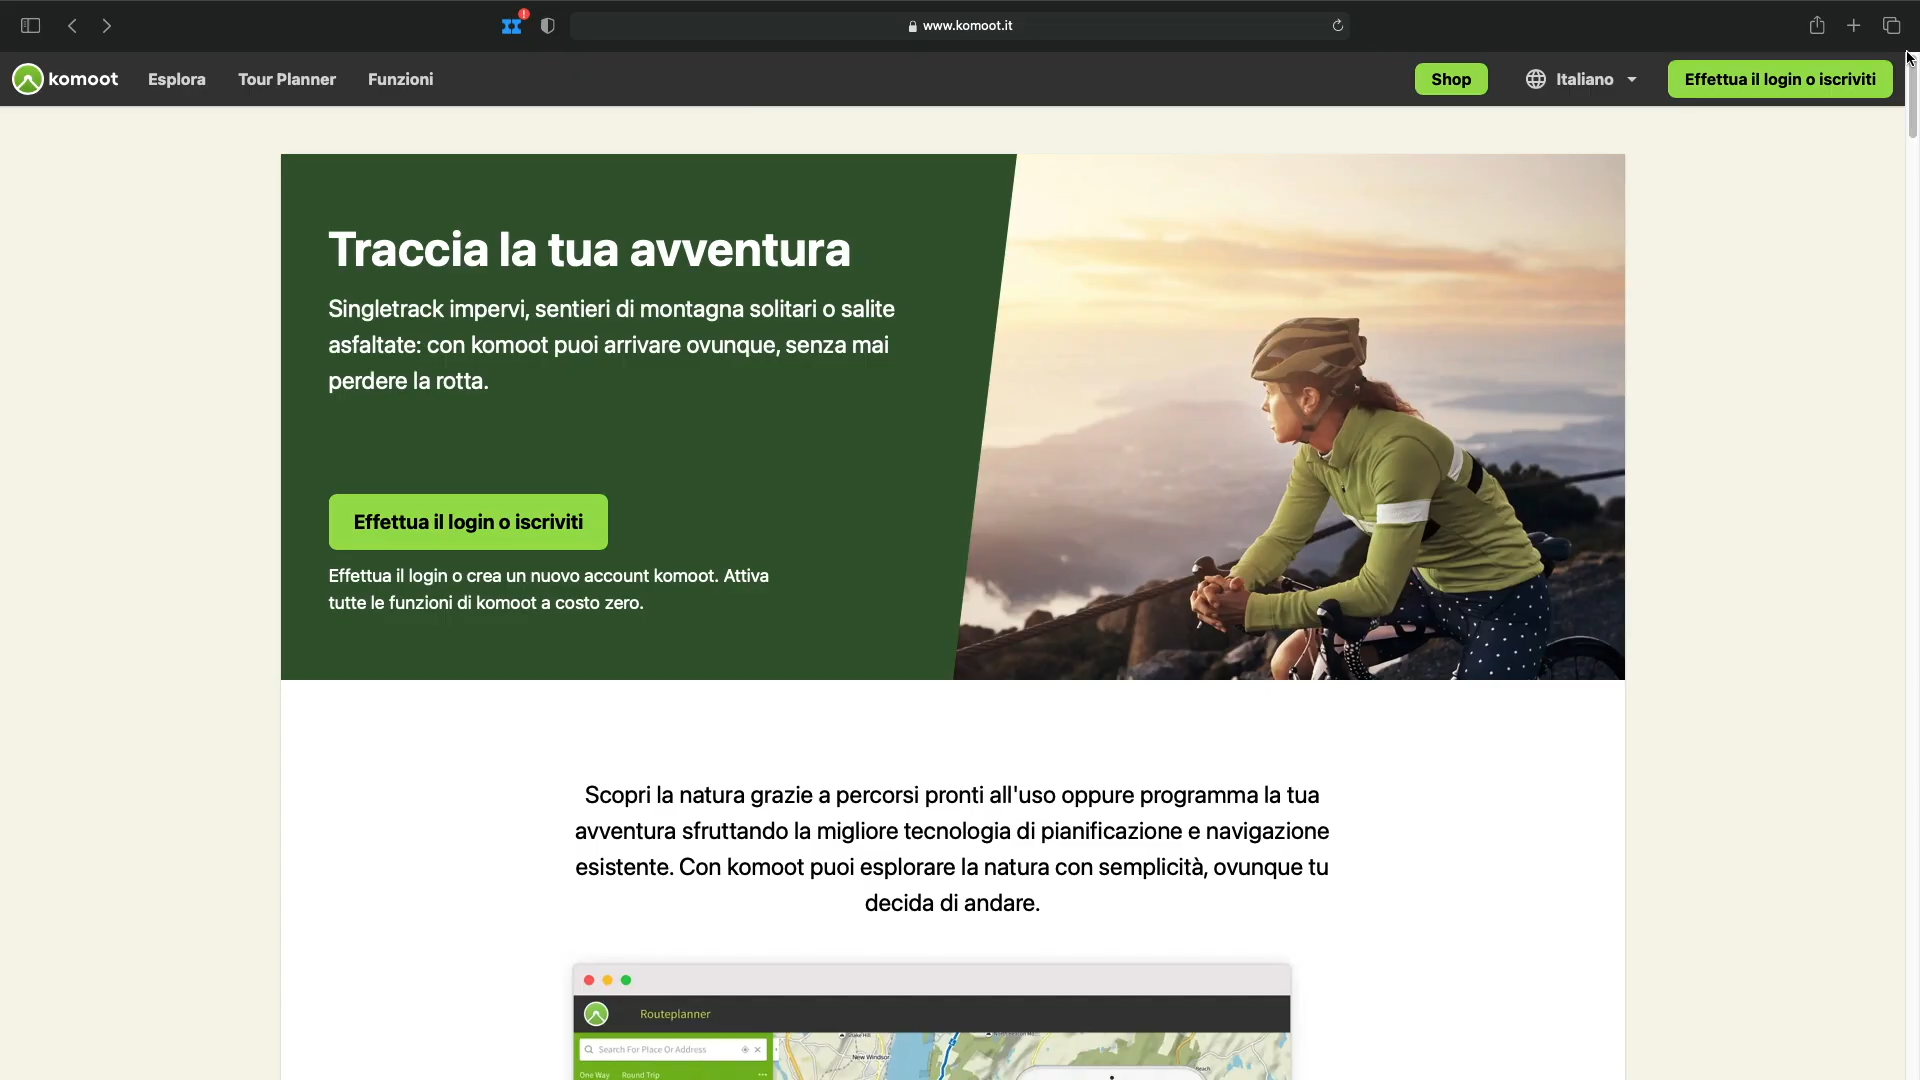 www.komoot.it
komoot
Esplora
Tour Planner
Funzioni
Shop
Italiano
Effettua il login o iscriviti
Traccia la tua avventura
Singletrack impervi, sentieri di montagna solitari o salite
asfaltate: con komoot puoi arrivare ovunque, senza mai
perdere la rotta.
Effettua il login o iscriviti
Effettua il login o crea un nuovo account komoot. Attiva
tutte le funzioni di komoot a costo zero.
Scopri la natura grazie a percorsi pronti all'uso oppure programma la tua
avventura sfruttando la migliore tecnologia di pianificazione e navigazione
esistente. Con komoot puoi esplorare la natura con semplicità, ovunque tu
decida di andare.
Routeplanner
Search For Place Or Address
New Windsor
One Way
Round Trip